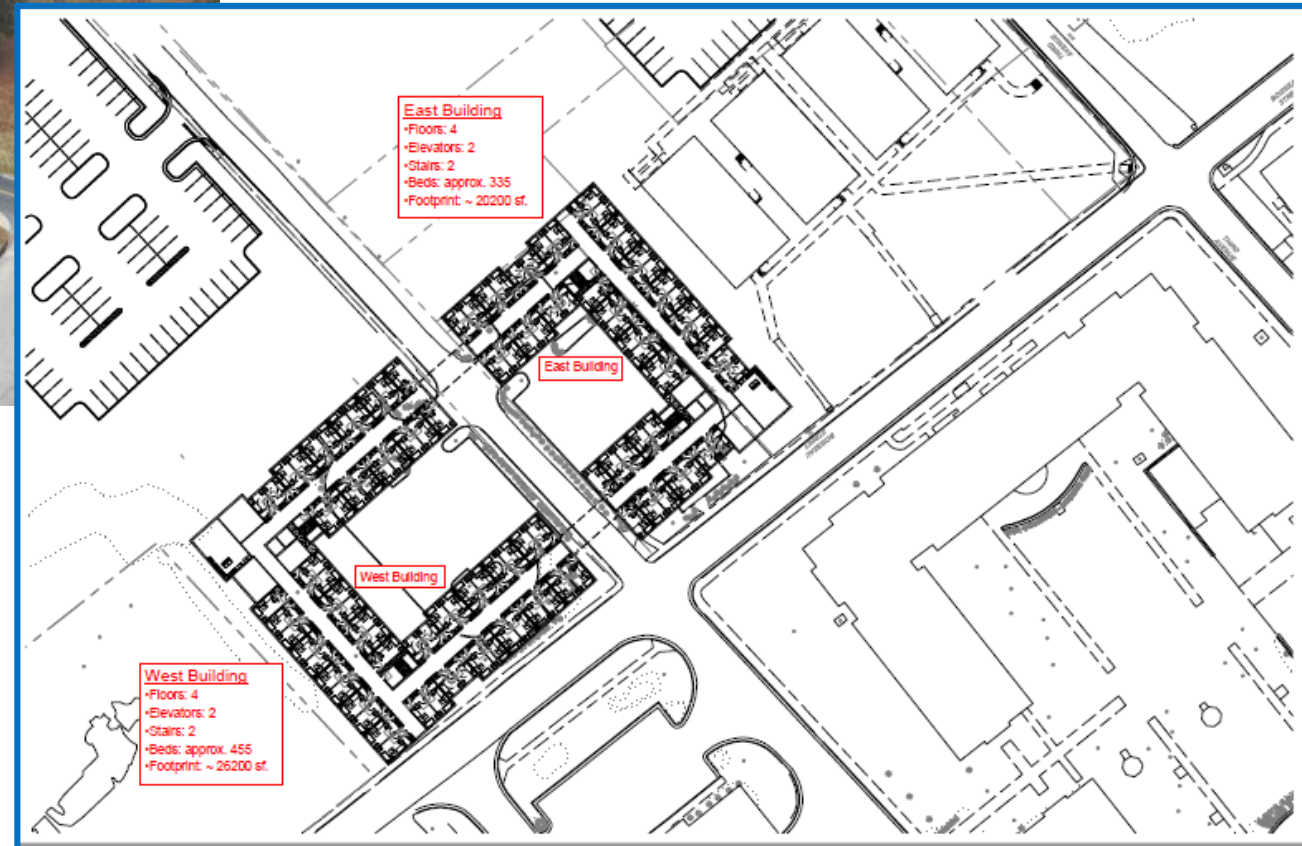 East Building
•Floors: 4
•Elevators: 2
•Stairs: 2
•Beds: approx. 335
•Footprint: ~ 20200 sf.
East Building
West Building
West Building
•Floors: 4
•Elevators: 2
•Stairs: 2
•Beds: approx. 455
•Footprint: ~ 26200 sf.